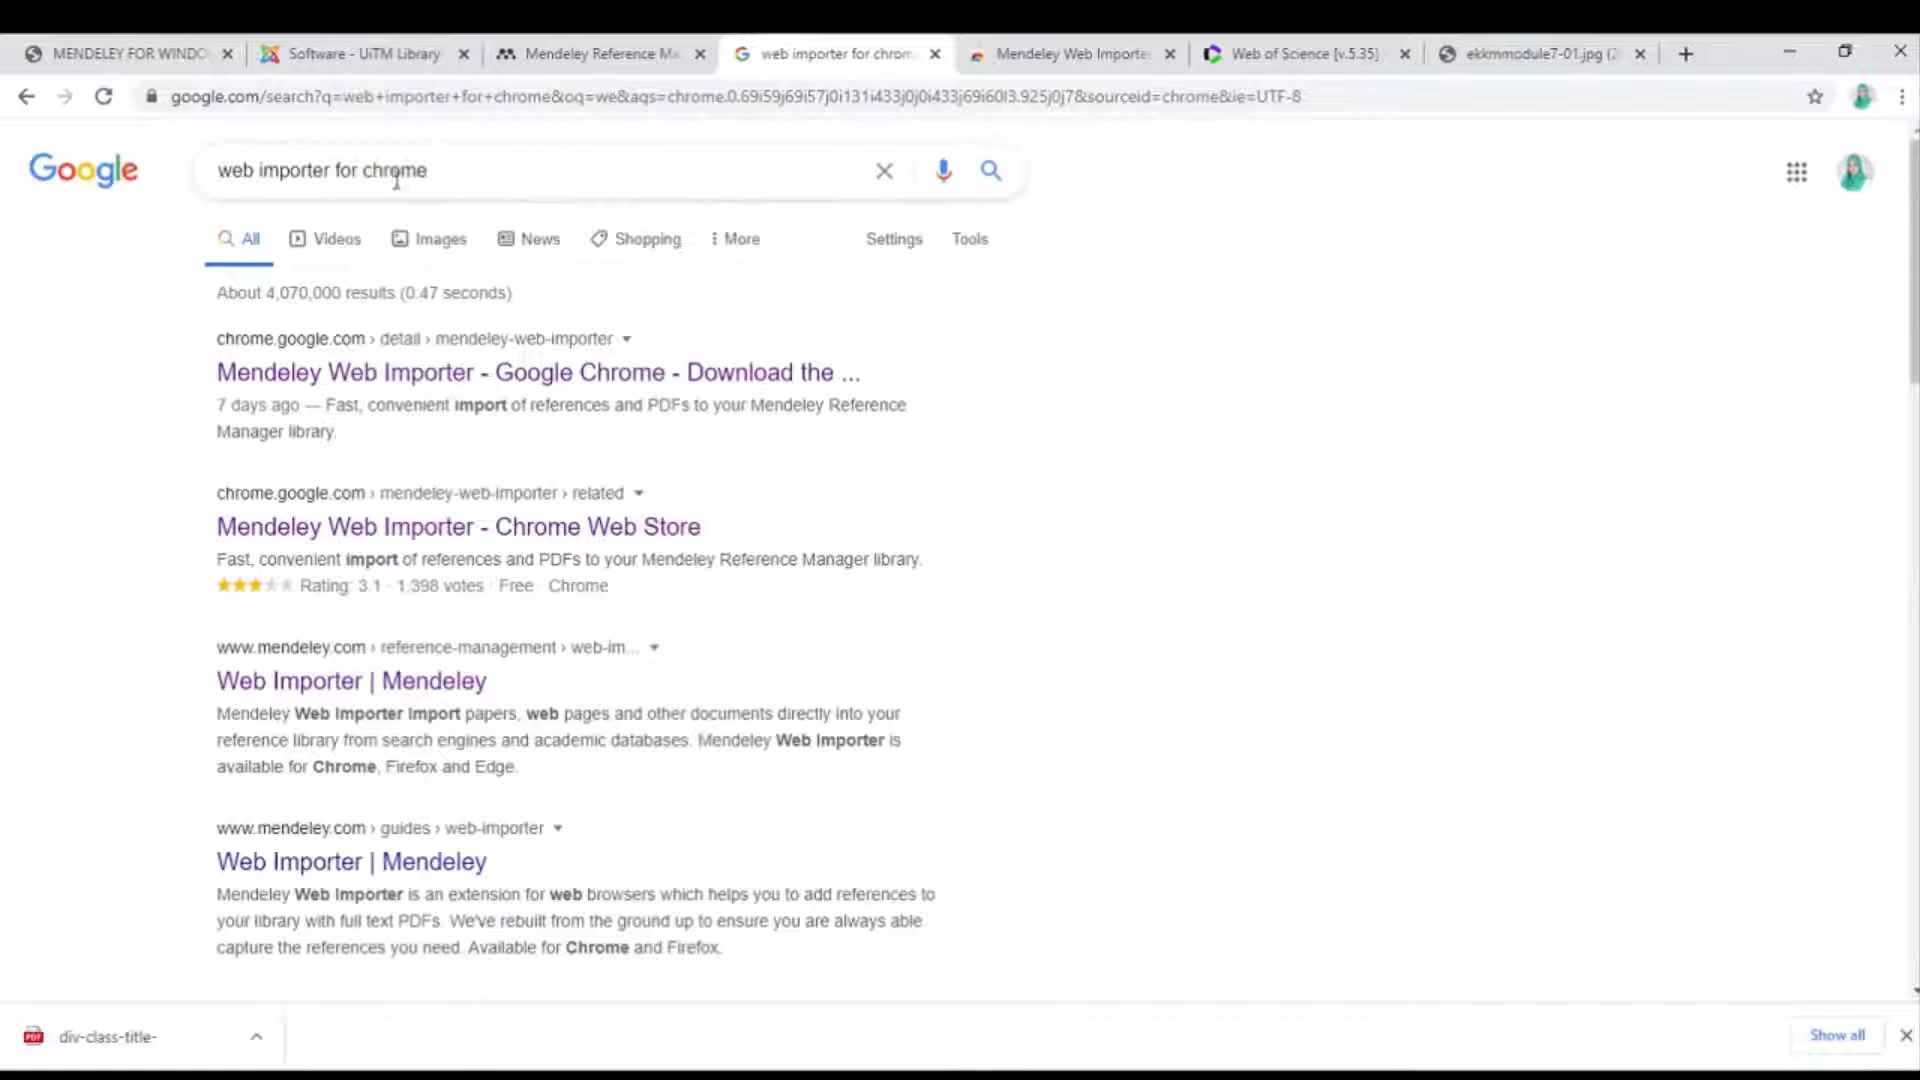 MENDELEY FOR WINDO
Software - UiTM Library
Mendeley Reference Ma
web importer for chrom
Mendeley Web Importe
Web of Science [v.5.35]
ekkmmodule7-01.jpg (2
google.com/search?q=web+importer+for+chrome&oq=we&aqs=chrome.0.69i59j69i57j0i131i433j0j0i433j69i60l3.925j0j7&sourceid=chrome&ie=UTF-8
Google
web importer for chrome
All
Videos
Images
News
Shopping
More
Settings
Tools
About 4,070,000 results (0.47 seconds)
chrome.google.com › detail › mendeley-web-importer
Mendeley Web Importer - Google Chrome - Download the ...
7 days ago — Fast, convenient import of references and PDFs to your Mendeley Reference
Manager library.
chrome.google.com › mendeley-web-importer › related
Mendeley Web Importer - Chrome Web Store
Fast, convenient import of references and PDFs to your Mendeley Reference Manager library.
Rating: 3.1 · 1,398 votes · Free · Chrome
www.mendeley.com › reference-management › web-im...
Web Importer | Mendeley
Mendeley Web Importer Import papers, web pages and other documents directly into your
reference library from search engines and academic databases. Mendeley Web Importer is
available for Chrome, Firefox and Edge.
www.mendeley.com › guides › web-importer
Web Importer | Mendeley
Mendeley Web Importer is an extension for web browsers which helps you to add references to
your library with full text PDFs. We've rebuilt from the ground up to ensure you are always able
capture the references you need. Available for Chrome and Firefox.
PDF
div-class-title-
Show all